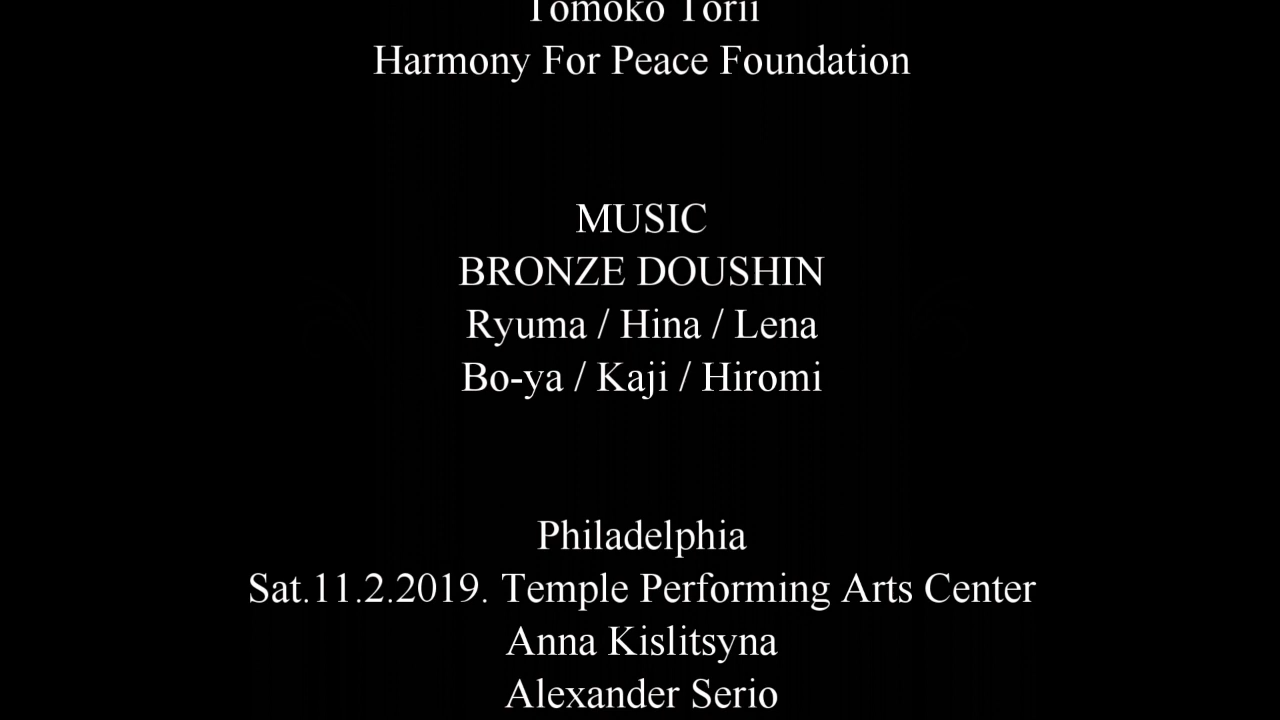 Tomoko Torii
Harmony For Peace Foundation
MUSIC
BRONZE DOUSHIN
Ryuma / Hina / Lena
Bo-ya / Kaji / Hiromi
Philadelphia
Sat.11.2.2019. Temple Performing Arts Center
Anna Kislitsyna
Alexander Serio